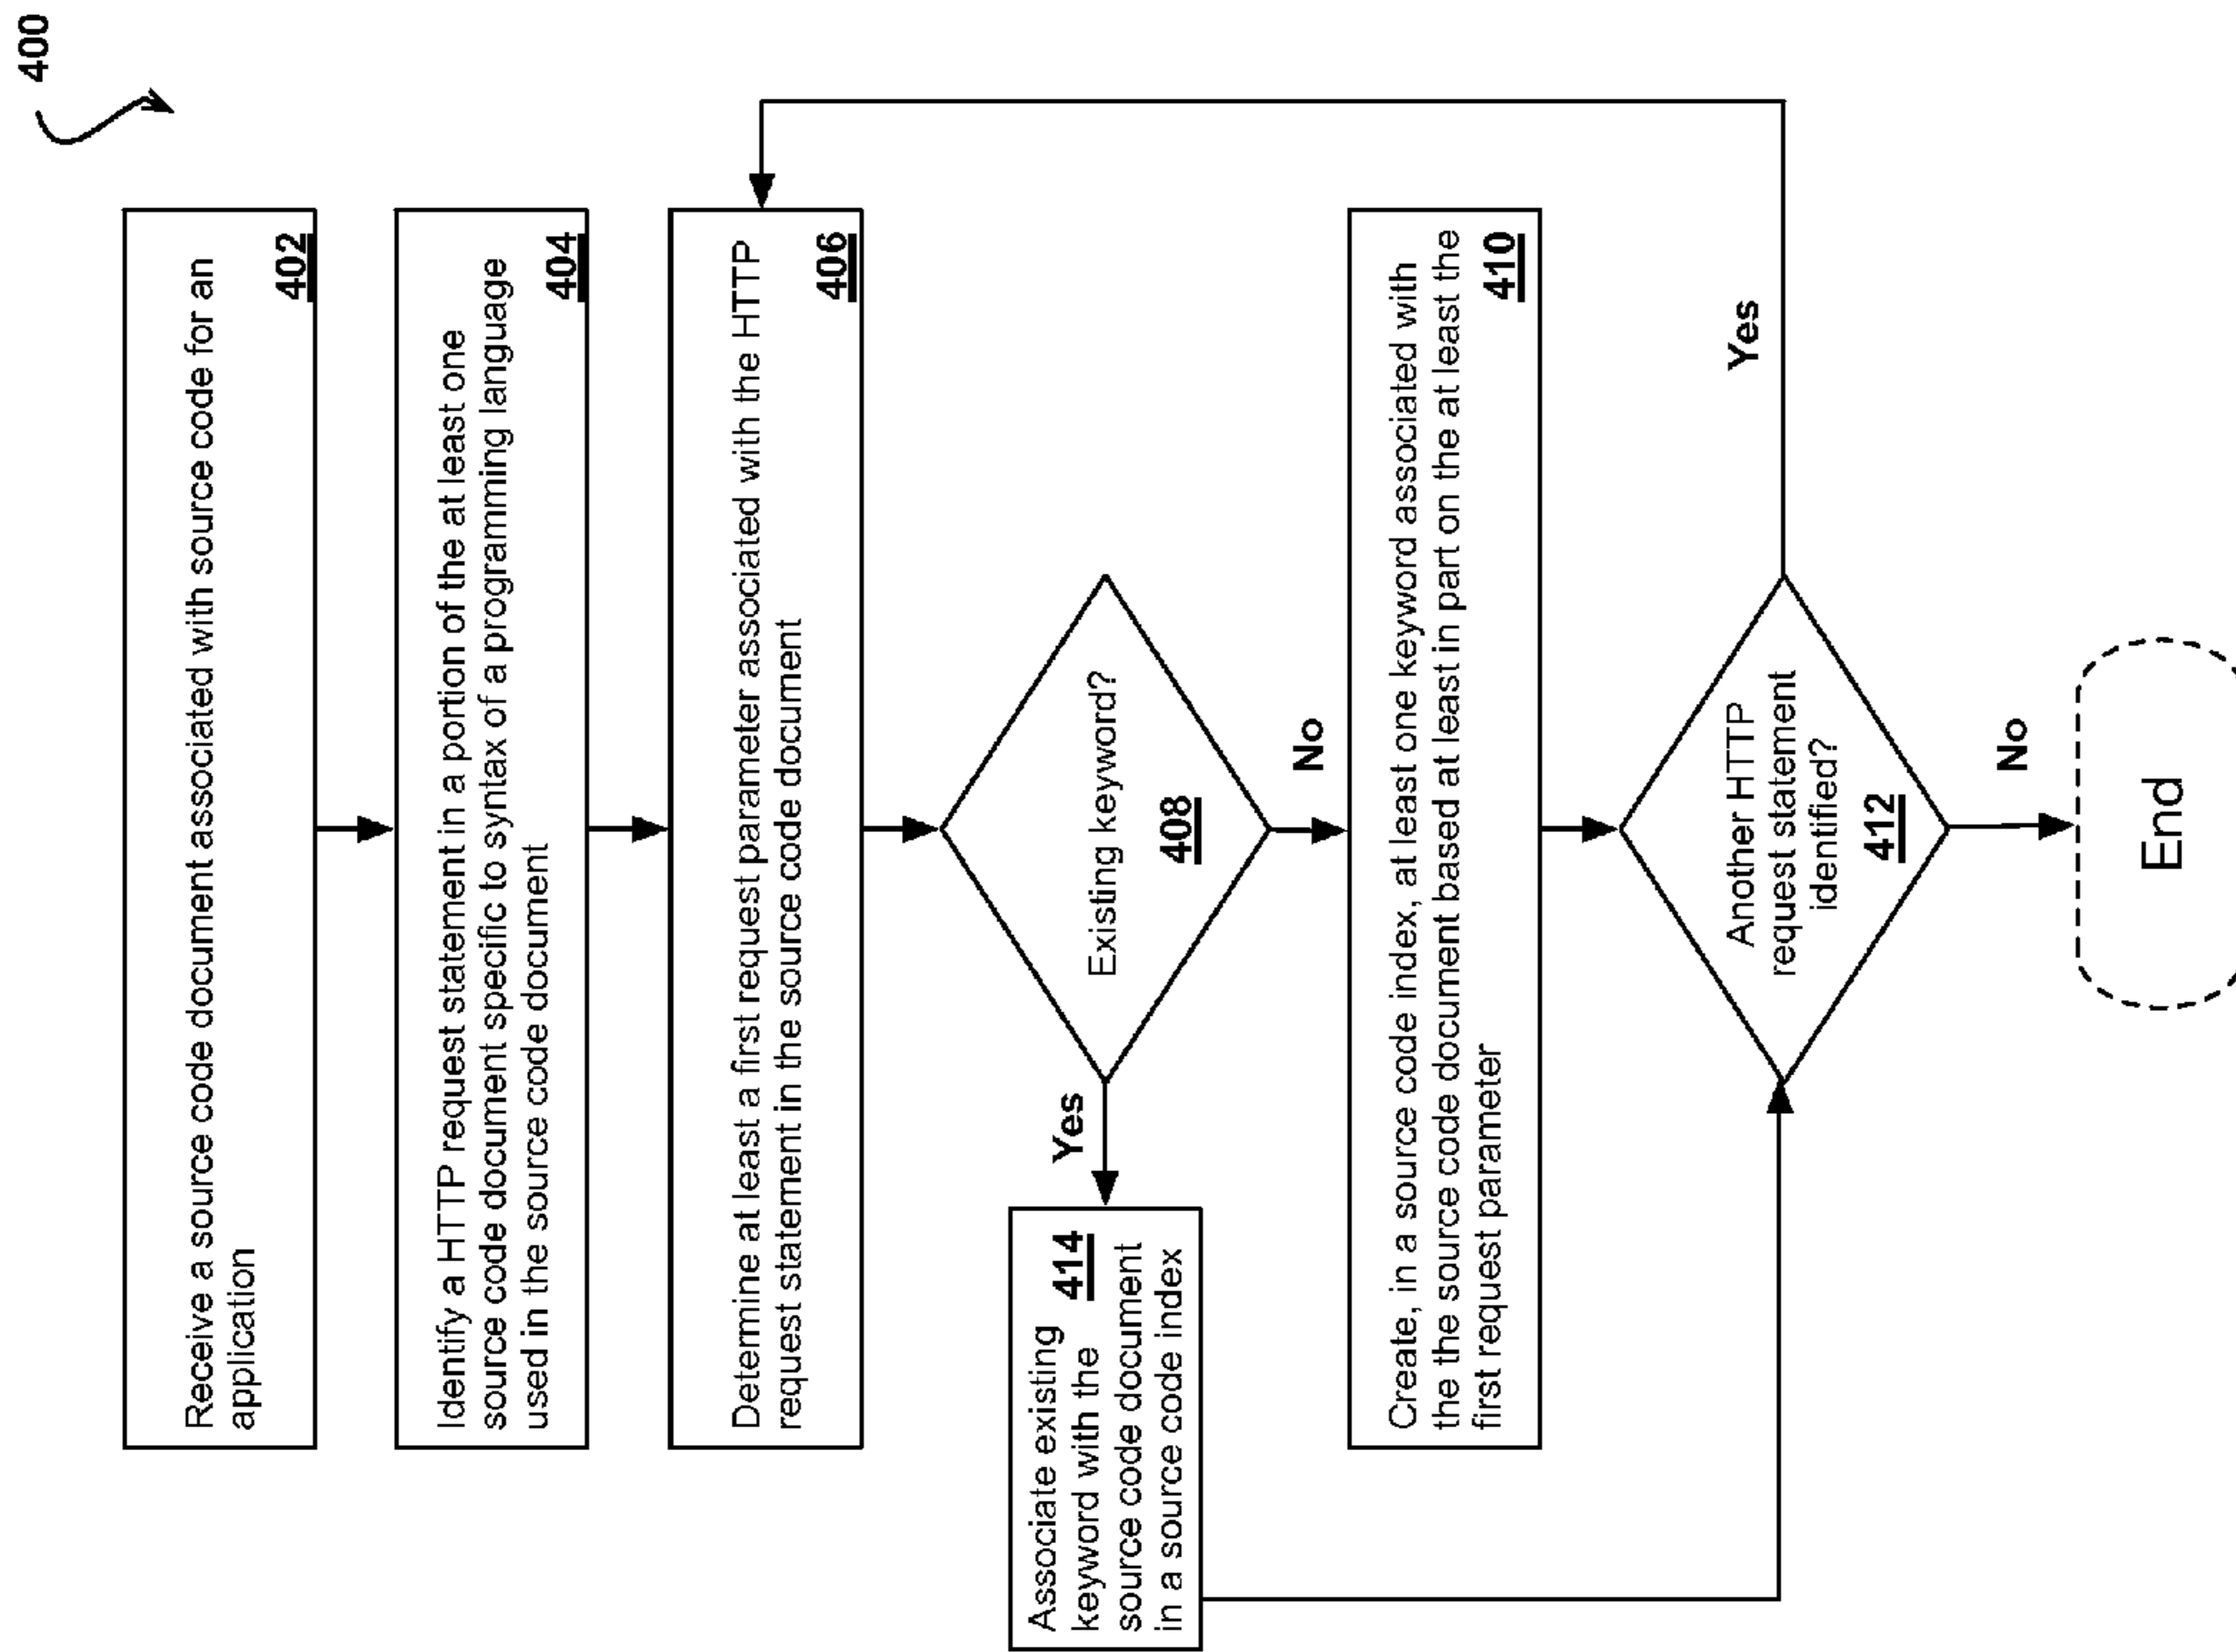 400
Receive a source code document associated with source code for an
application
402
Identify a HTTP request statement in a portion of the at least one
source code document specific to syntax of a programming language
used in the source code document
404
Determine at least a first request parameter associated with the HTTP
request statement in the source code document
406
Existing keyword?
408
Yes
No
Associate existing
keyword with the
source code document
in a source code index
414
Create, in a source code index, at least one keyword associated with
the the source code document based at least in part on the at least the
first request parameter
410
Another HTTP
request statement
identified?
412
Yes
No
End